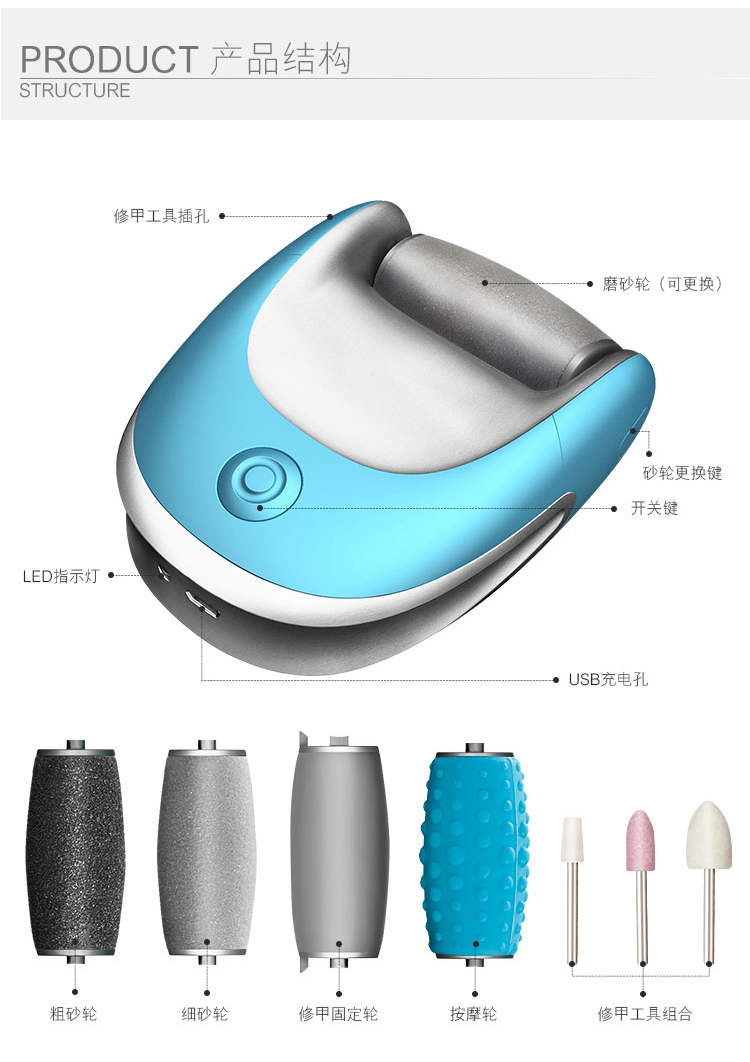 PRODUCT 产品结构
STRUCTURE
修甲工具插孔
磨砂轮（可更换）
砂轮更换键
开关键
LED指示灯
USB充电孔
粗砂轮
细砂轮
修甲固定轮
按摩轮
修甲工具组合